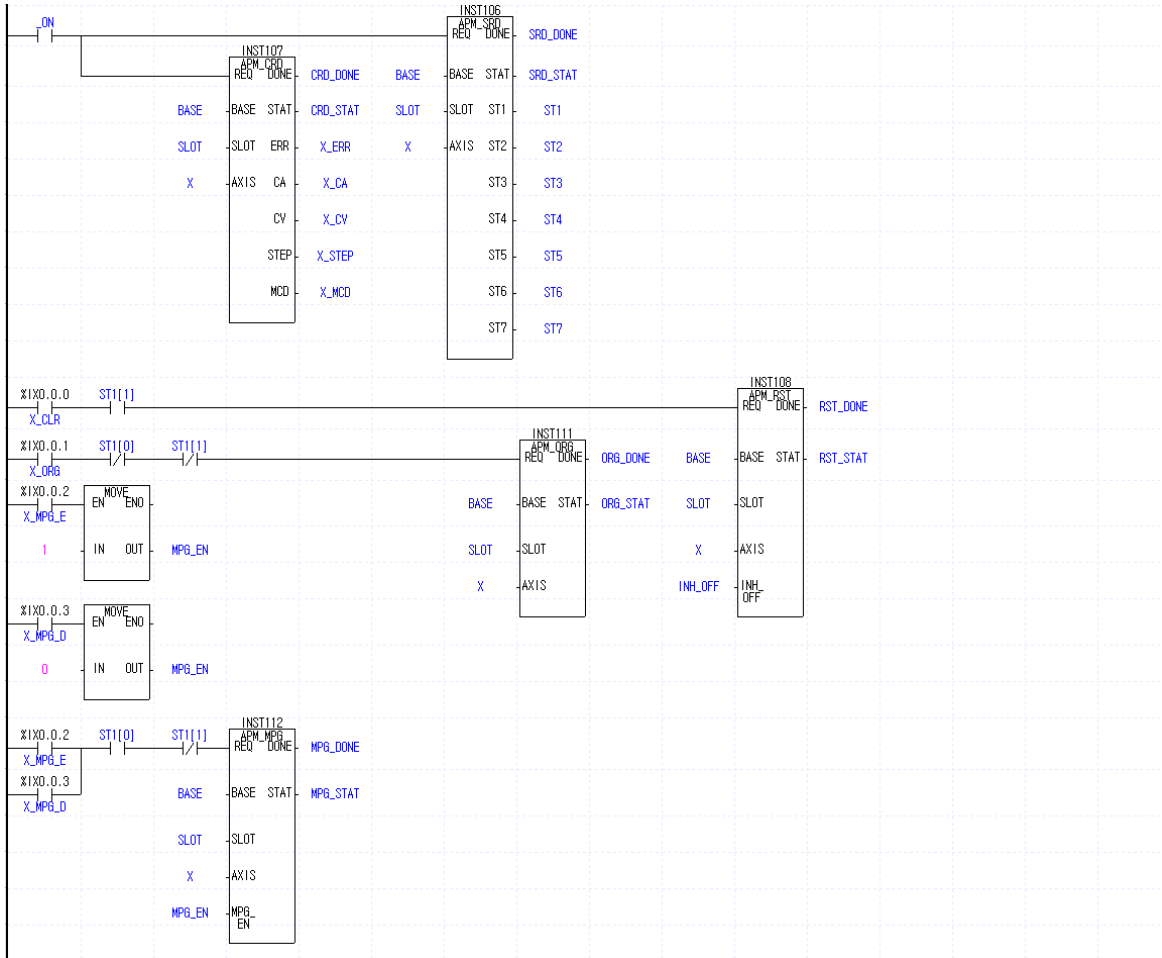 INST106
_ON
APM_SRD
REQ DONE SRD_DONE
INST107
APM_CRD
REQ DONE CRD_DONE BASE BASE STAT SRD_STAT
BASE BASE STAT CRD_STAT SLOT SLOT ST1 ST1
SLOT SLOT ERR X_ERR X AXIS ST2 ST2
X AXIS CA X_CA ST3 ST3
CV X_CV ST4 ST4
STEP X_STEP ST5 ST5
MCD X_MCD ST6 ST6
ST7 ST7
INST108
%IX0.0.0 ST1[1] APM_RST
REQ DONE RST_DONE
X_CLR
INST111
%IX0.0.1 ST1[0] ST1[1] APM_ORG
REQ DONE ORG_DONE BASE BASE STAT RST_STAT
X_ORG
%IX0.0.2 MOVE
EN ENO BASE BASE STAT ORG_STAT SLOT SLOT
X_MPG_E
1 IN OUT MPG_EN SLOT SLOT X AXIS
X AXIS INH_OFF INH_
OFF
%IX0.0.3 MOVE
EN ENO
X_MPG_D
0 IN OUT MPG_EN
INST112
%IX0.0.2 ST1[0] ST1[1] APM_MPG
REQ DONE MPG_DONE
X_MPG_E
%IX0.0.3
BASE BASE STAT MPG_STAT
X_MPG_D
SLOT SLOT
X AXIS
MPG_EN MPG_
EN